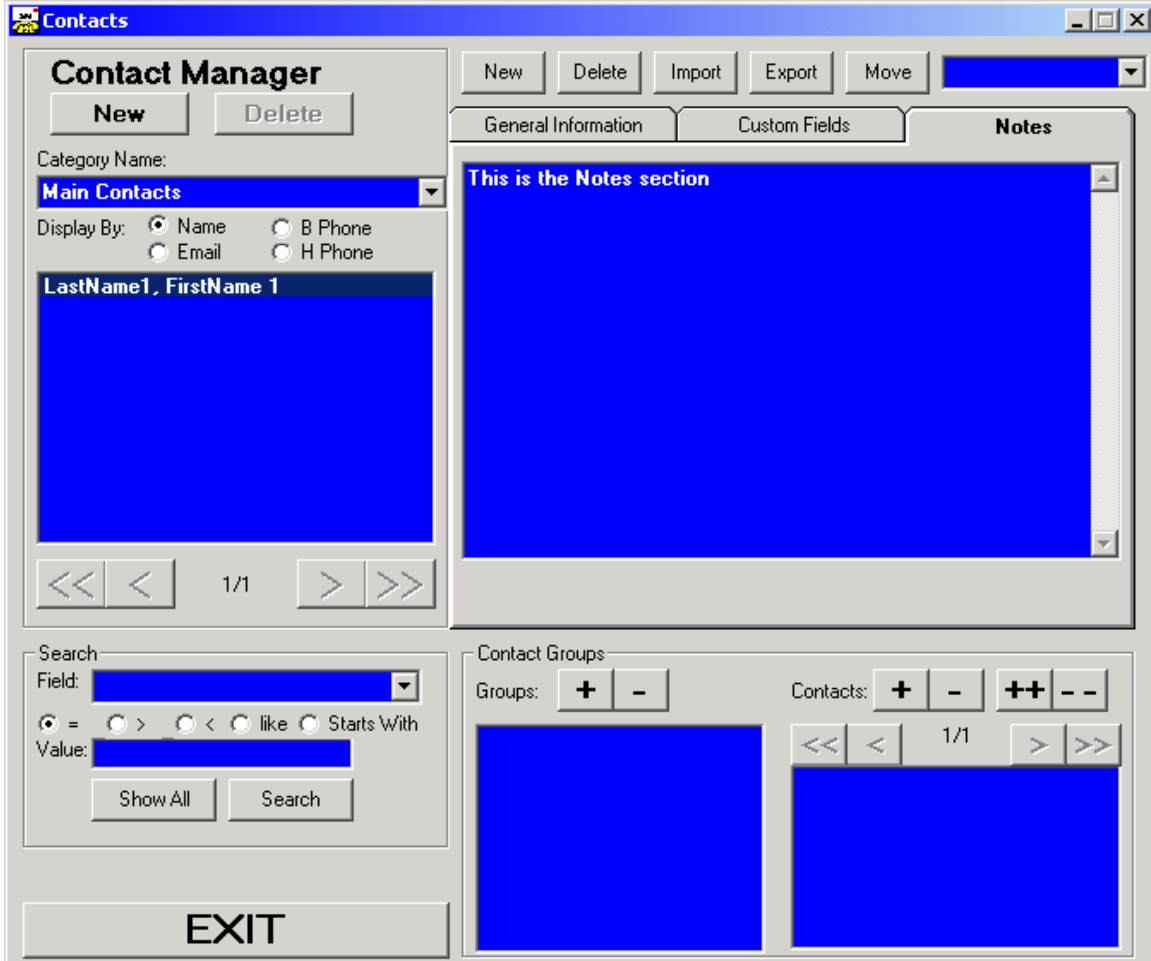 Contacts
Contact Manager
New Delete
Category Name:
Main Contacts
Display By: Name B Phone
Email H Phone
LastName1, FirstName 1
<< < 1/1 > >>
New Delete Import Export Move
General Information Custom Fields Notes
This is the Notes section
Search
Field:
= > < like Starts With
Value:
Show All Search
EXIT
Contact Groups
Groups: + - Contacts: + - ++ - -
<< < 1/1 > >>